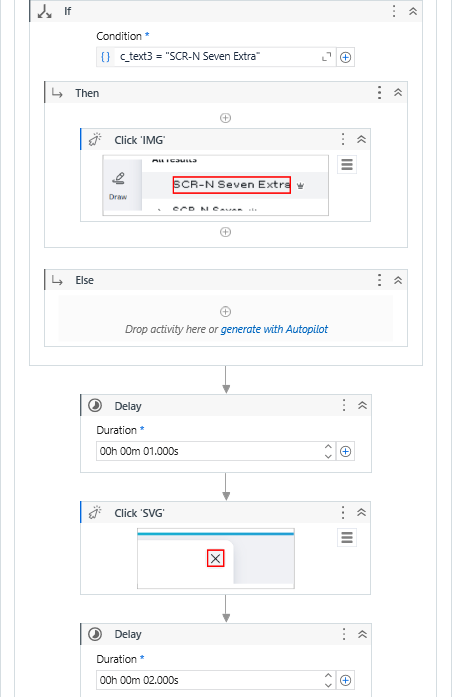 If
Condition *
{ } c_text3 = "SCR-N Seven Extra"
Then
Click 'IMG'
All results
SCR-N Seven Extra
Draw
SCR-N Seven
Else
Drop activity here or generate with Autopilot
Delay
Duration *
00h 00m 01.000s
Click 'SVG'
Delay
Duration *
00h 00m 02.000s